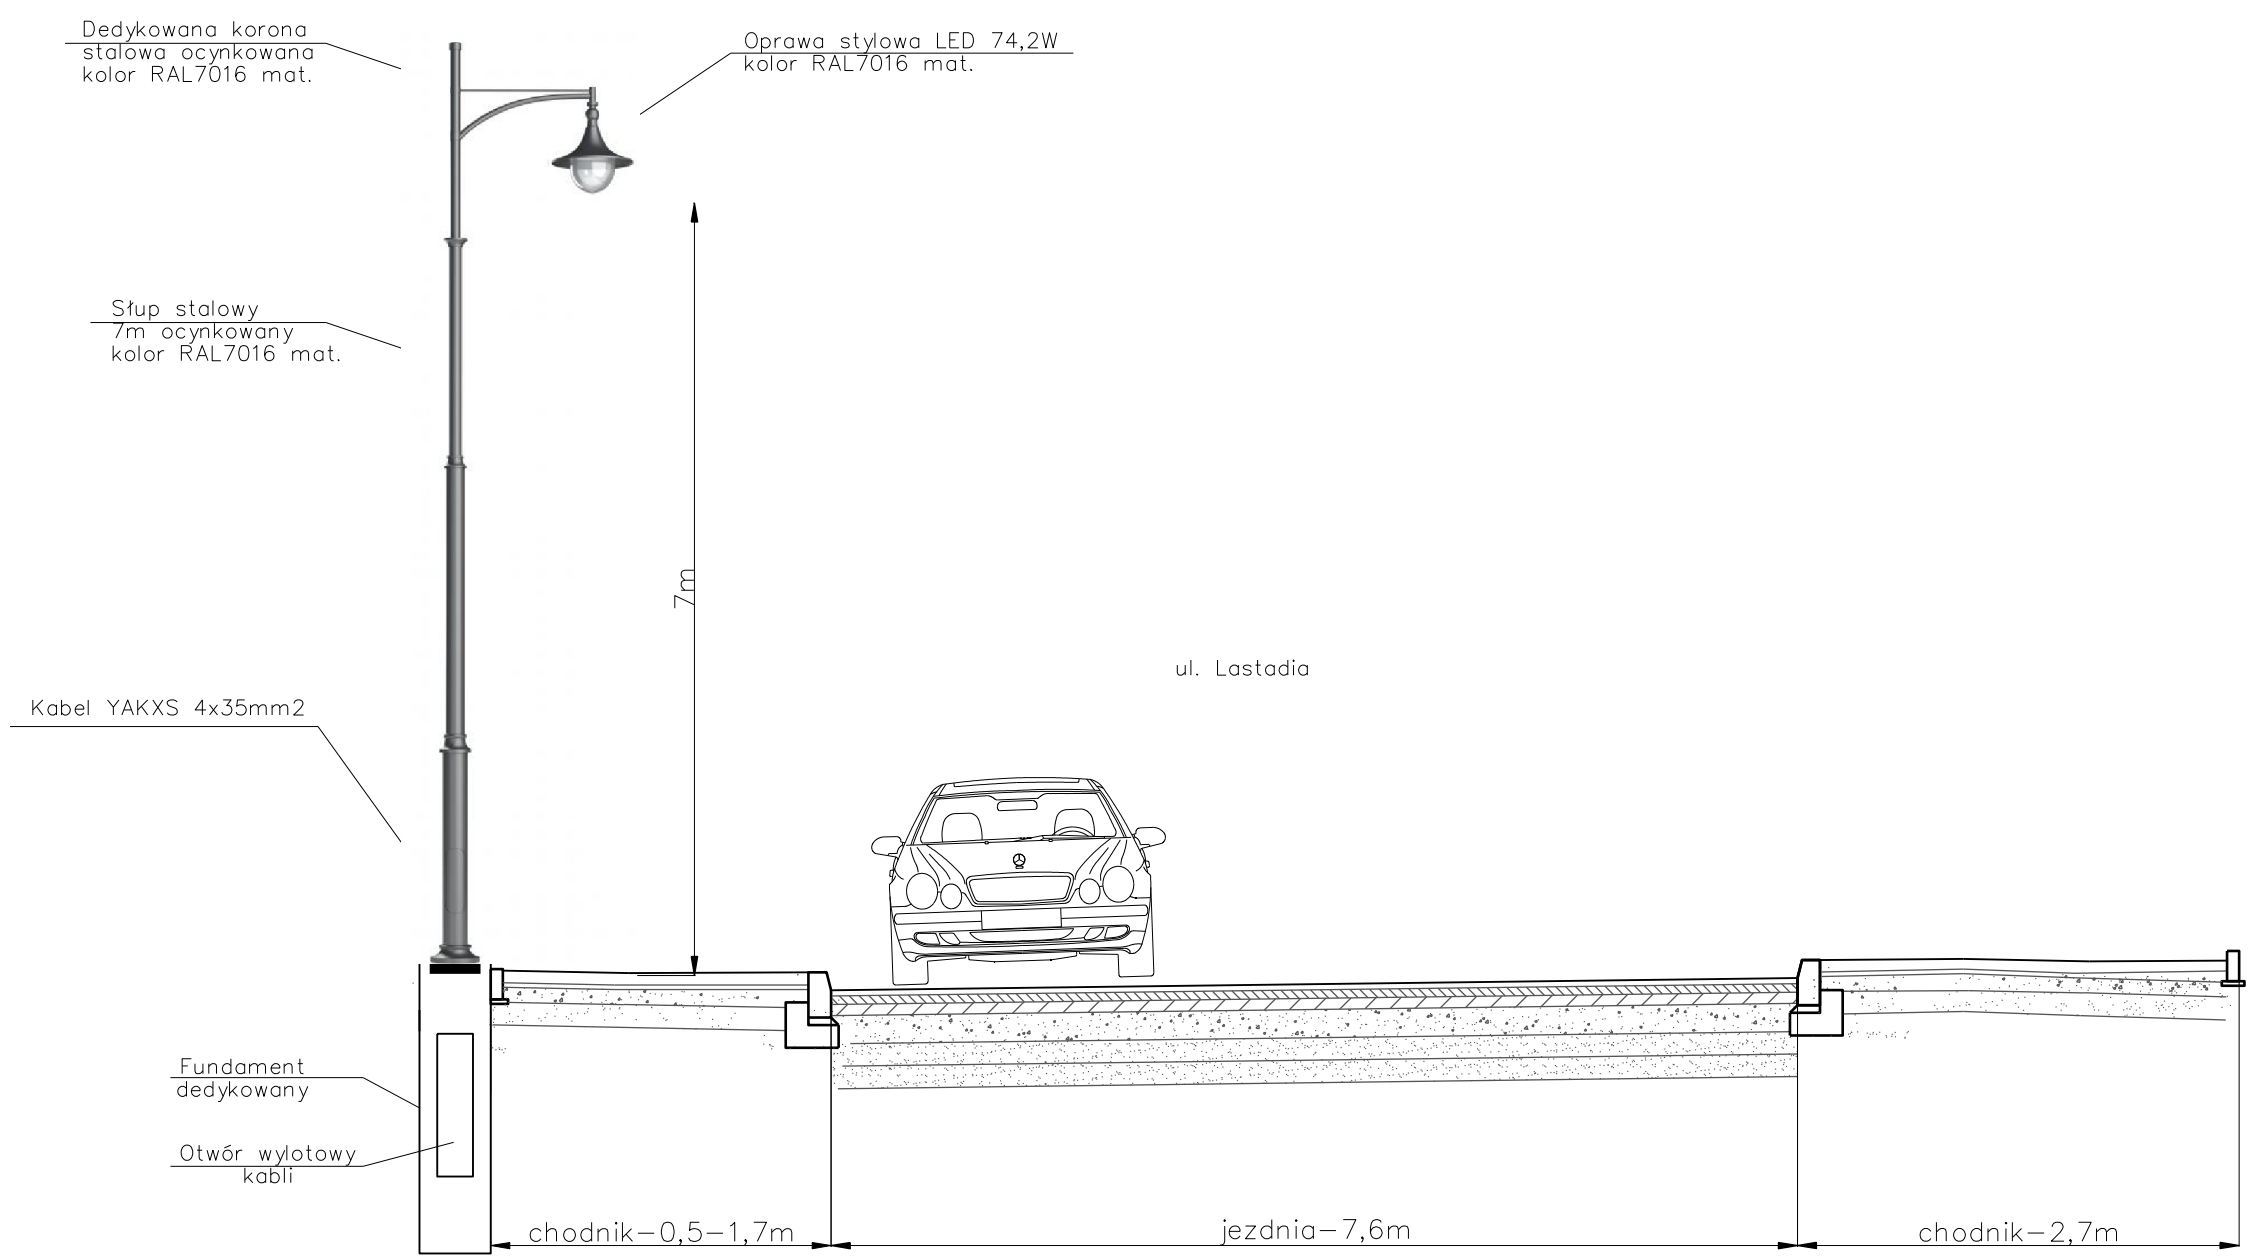 Dedykowana korona
stalowa ocynkowana
kolor RAL7016 mat.
Oprawa stylowa LED 74,2W
kolor RAL7016 mat.
Słup stalowy
7m ocynkowany
kolor RAL7016 mat.
7m
ul. Lastadia
Kabel YAKXS 4x35mm2
Fundament
dedykowany
Otwór wylotowy
kabli
chodnik-0,5-1,7m
jezdnia-7,6m
chodnik-2,7m